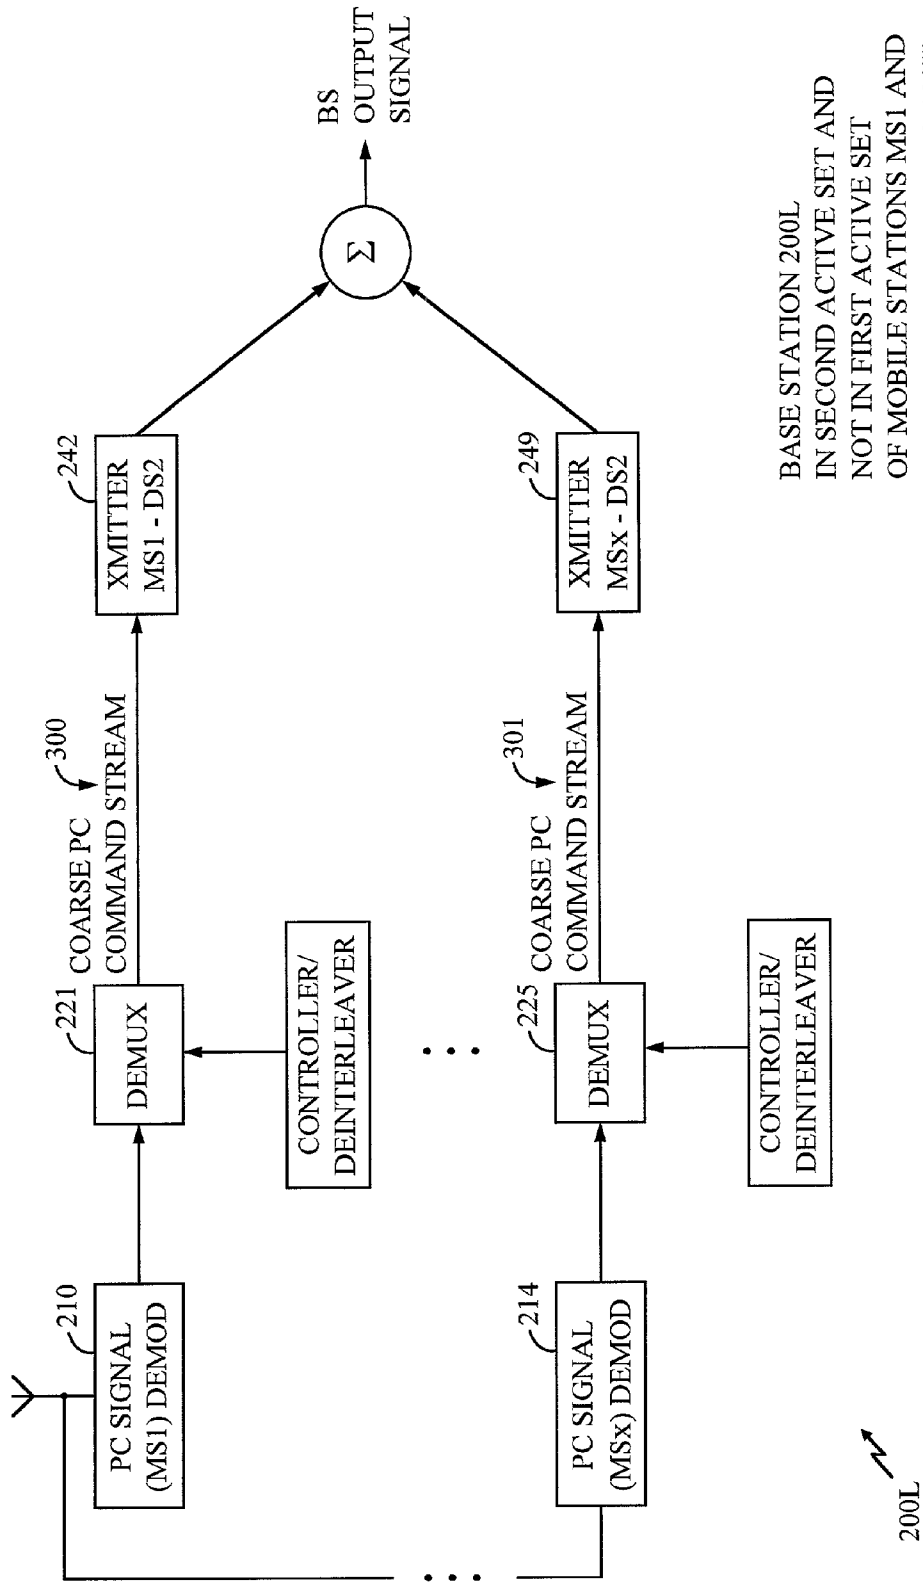 210
PC SIGNAL
(MS1) DEMOD
221
DEMUX
CONTROLLER/
DEINTERLEAVER
COARSE PC
COMMAND STREAM
300
242
XMITTER
MS1 - DS2
Σ
BS
OUTPUT
SIGNAL
214
PC SIGNAL
(MSx) DEMOD
225
DEMUX
CONTROLLER/
DEINTERLEAVER
COARSE PC
COMMAND STREAM
301
249
XMITTER
MSx - DS2
200L
BASE STATION 200L
IN SECOND ACTIVE SET AND
NOT IN FIRST ACTIVE SET
OF MOBILE STATIONS MS1 AND